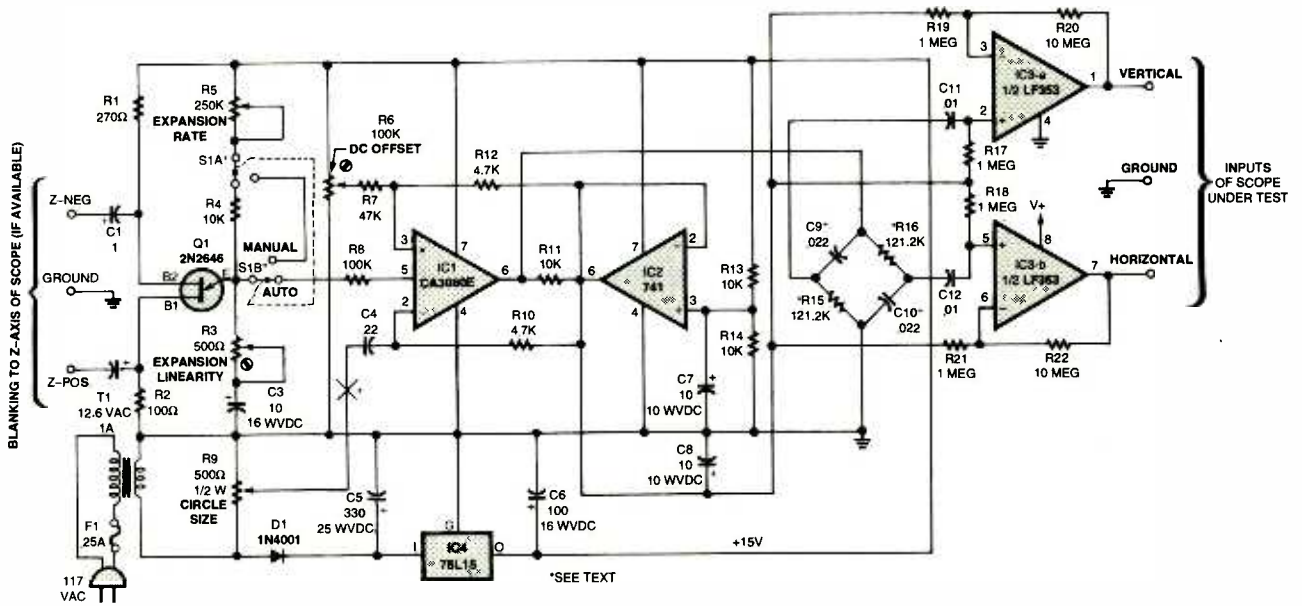 BLANKING TO Z–AXIS OF SCOPE (IF AVAILABLE)
Z–NEG
C1
1
GROUND
Z–POS
R1
270Ω
R5
250K
EXPANSION
RATE
S1A*
R4
10K
Q1
2N2646
B2
B1
E
S1B*
MANUAL
AUTO
R3
500Ω
EXPANSION
LINEARITY
C3
10
16 WVDC
R2
100Ω
T1
12.6 VAC
1A
F1
.25A
117
VAC
R9
500Ω
1/2 W
CIRCLE
SIZE
D1
1N4001
R6
100K
DC OFFSET
R7
47K
R12
4.7K
R8
100K
C4
22
3
+
5
2
–
7
IC1
CA3080E
6
4
R11
10K
R10
4.7K
6
7
IC2
741
2
–
3
+
4
R13
10K
R14
10K
C7
10
10 WVDC
C8
10
10 WVDC
C5
330
25 WVDC
C6
100
16 WVDC
I
G
O
IC4
78L15
+15V
*SEE TEXT
C9*
.022
*R16
121.2K
*R15
121.2K
C10*
.022
C11
.01
C12
.01
R17
1 MEG
R18
1 MEG
R19
1 MEG
R20
10 MEG
3
2
+
IC3-a
1/2 LF353
1
4
V+
8
5
+
6
–
IC3-b
1/2 LF353
7
R21
1 MEG
R22
10 MEG
VERTICAL
GROUND
HORIZONTAL
INPUTS
OF SCOPE
UNDER TEST